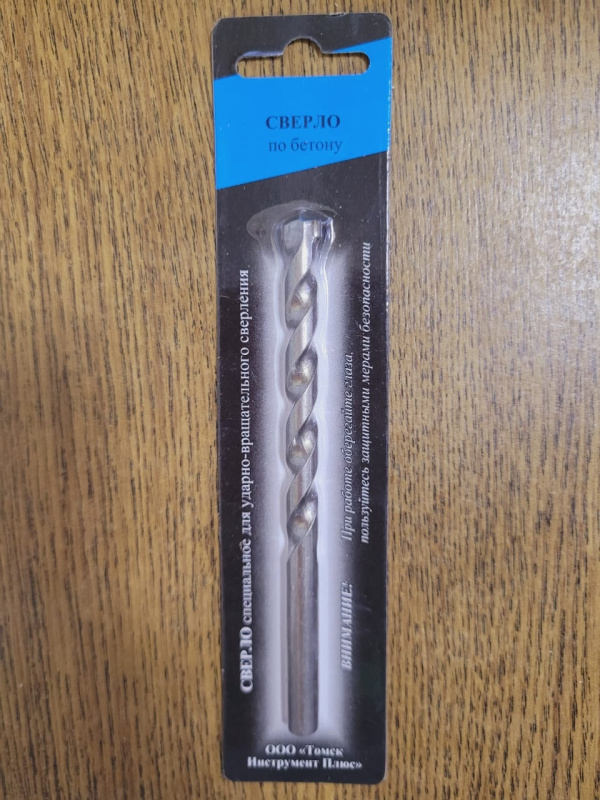 СВЕРЛО
по бетону
СВЕРЛО специальное для ударно-вращательного сверления
ВНИМАНИЕ! При работе оберегайте глаза,
пользуйтесь защитными мерами безопасности
ООО «Томск
Инструмент Плюс»